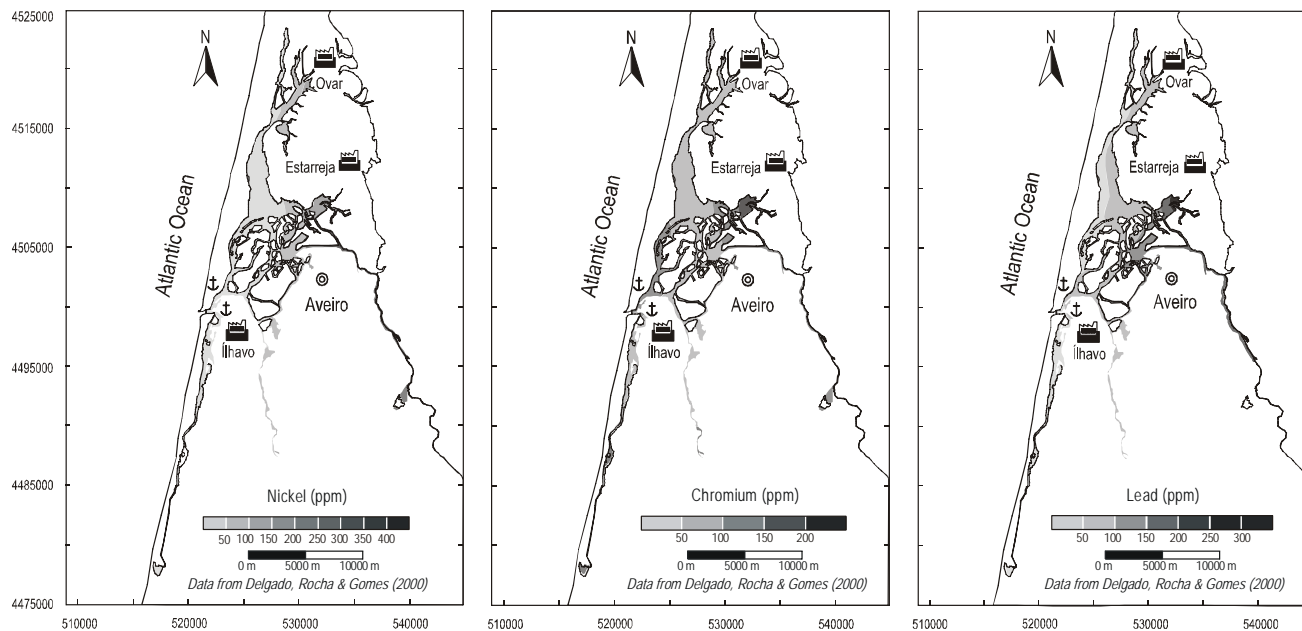 4525000
4515000
4505000
4495000
4485000
4475000
N
Ovar
Estarreja
Atlantic Ocean
Aveiro
Ílhavo
Nickel (ppm)
50 100 150 200 250 300 350 400
0 m 5000 m 10000 m
Data from Delgado, Rocha & Gomes (2000)
510000 520000 530000 540000
N
Ovar
Estarreja
Atlantic Ocean
Aveiro
Ílhavo
Chromium (ppm)
50 100 150 200
0 m 5000 m 10000 m
Data from Delgado, Rocha & Gomes (2000)
510000 520000 530000 540000
N
Ovar
Estarreja
Atlantic Ocean
Aveiro
Ílhavo
Lead (ppm)
50 100 150 200 250 300
0 m 5000 m 10000 m
Data from Delgado, Rocha & Gomes (2000)
510000 520000 530000 540000